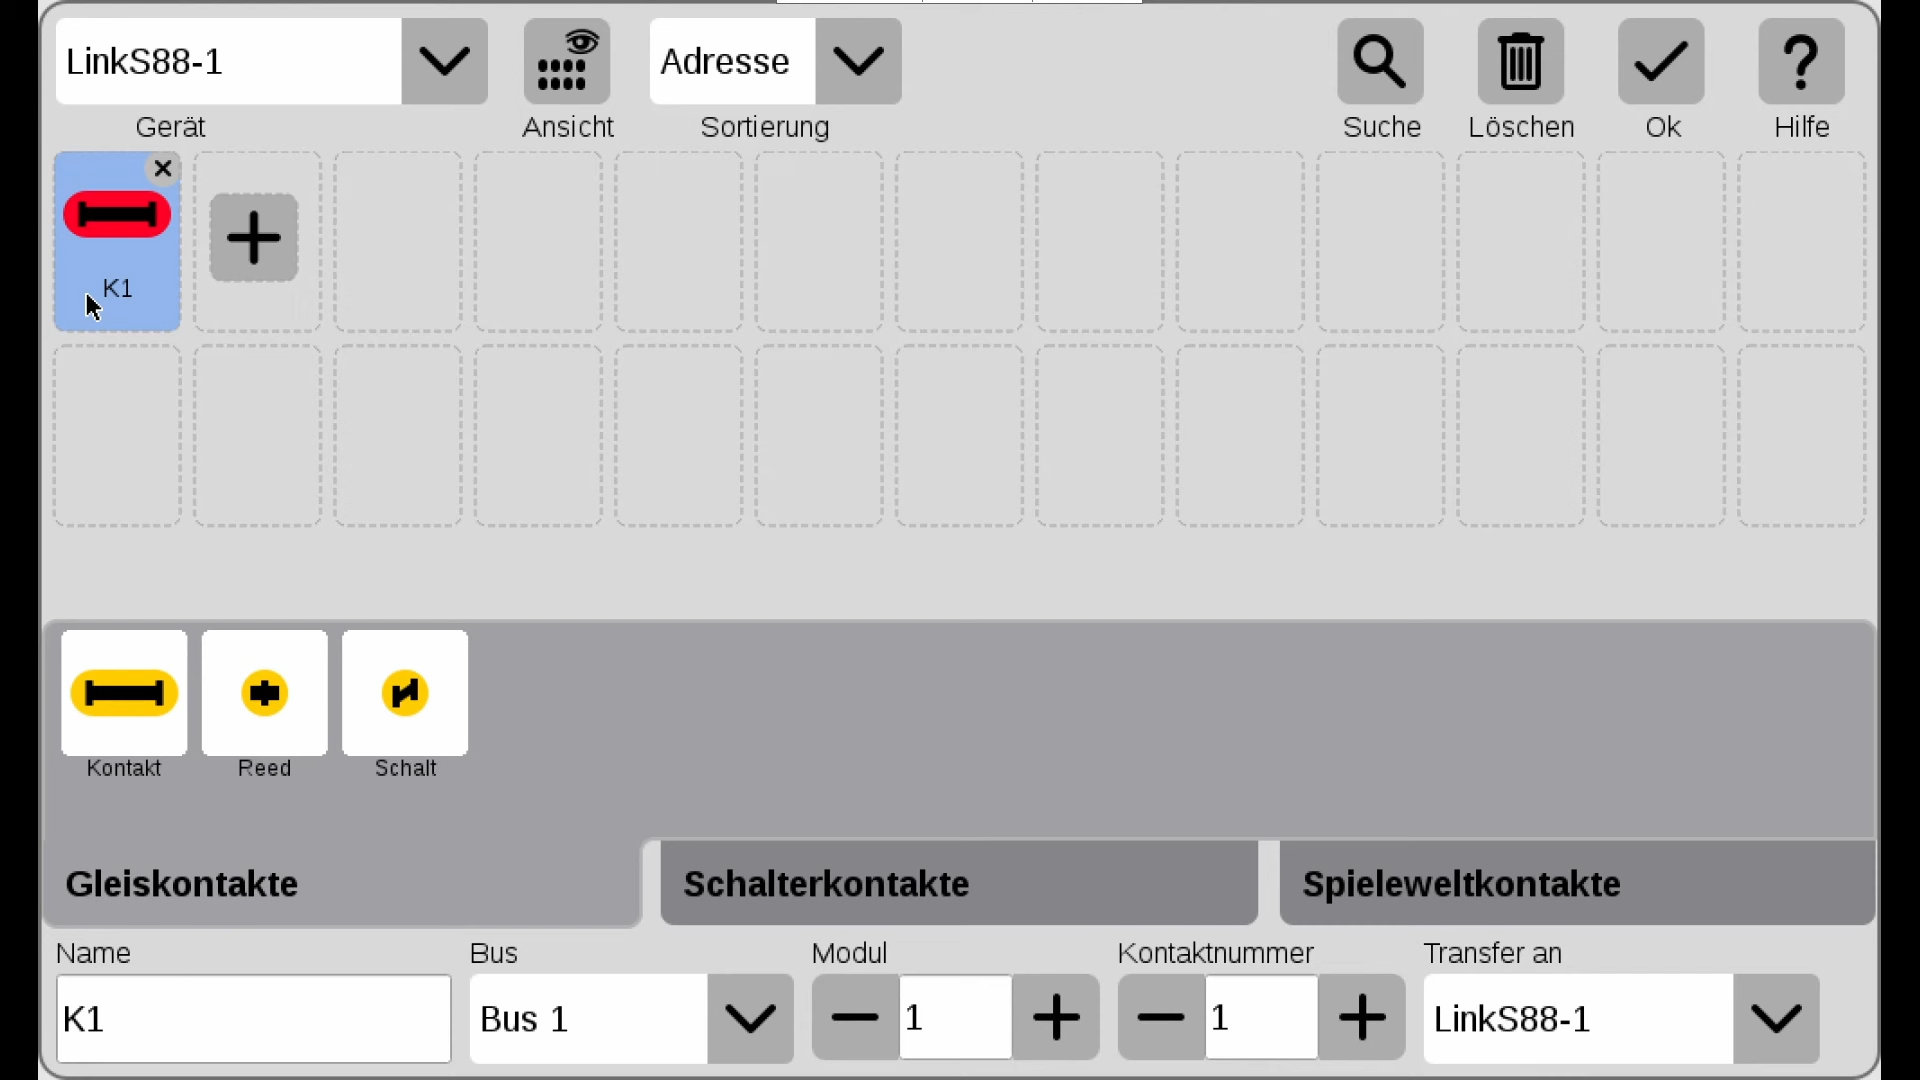 LinkS88-1
Adresse
Gerät
Ansicht
Sortierung
Suche
Löschen
Ok
Hilfe
K1
Kontakt
Reed
Schalt
Gleiskontakte
Schalterkontakte
Spieleweltkontakte
Name
Bus
Modul
Kontaktnummer
Transfer an
K1
Bus 1
1
1
LinkS88-1